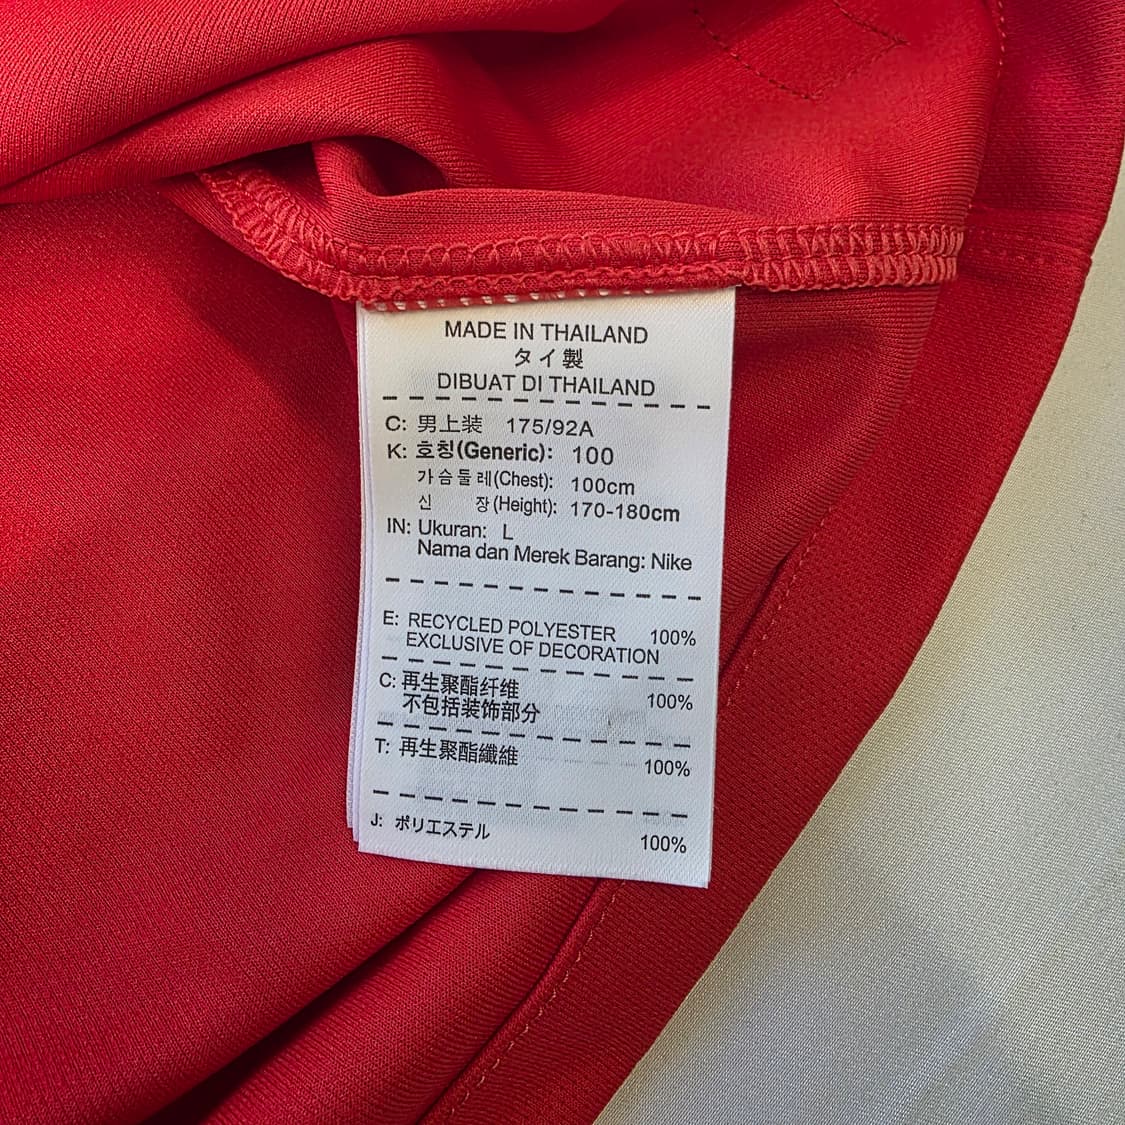 MADE IN THAILAND
タイ製
DIBUAT DI THAILAND
C: 男上装 175/92A
K: 호칭(Generic): 100
가슴둘레(Chest): 100cm
신 장(Height): 170-180cm
IN: Ukuran: L
Nama dan Merek Barang: Nike
E: RECYCLED POLYESTER 100%
EXCLUSIVE OF DECORATION
C: 再生聚酯纤维 100%
不包括装饰部分
T: 再生聚酯纖維 100%
J: ポリエステル 100%